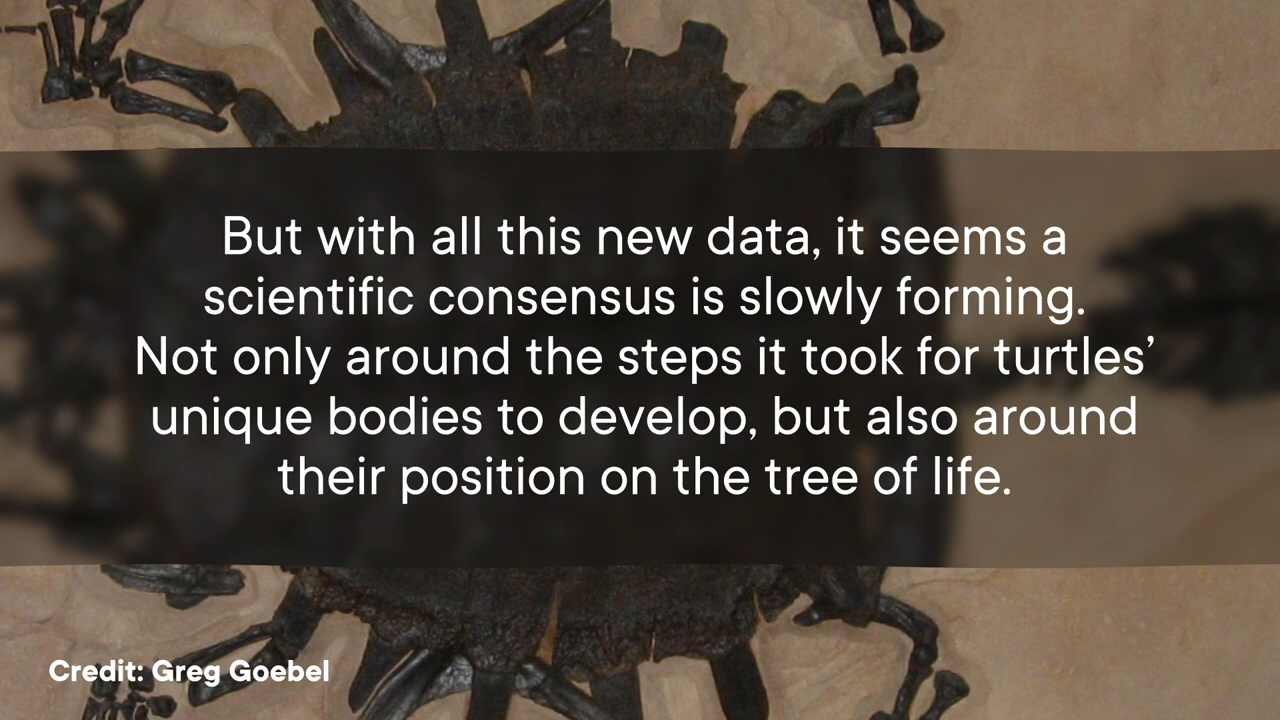 But with all this new data, it seems a
scientific consensus is slowly forming.
Not only around the steps it took for turtles’
unique bodies to develop, but also around
their position on the tree of life.
Credit: Greg Goebel